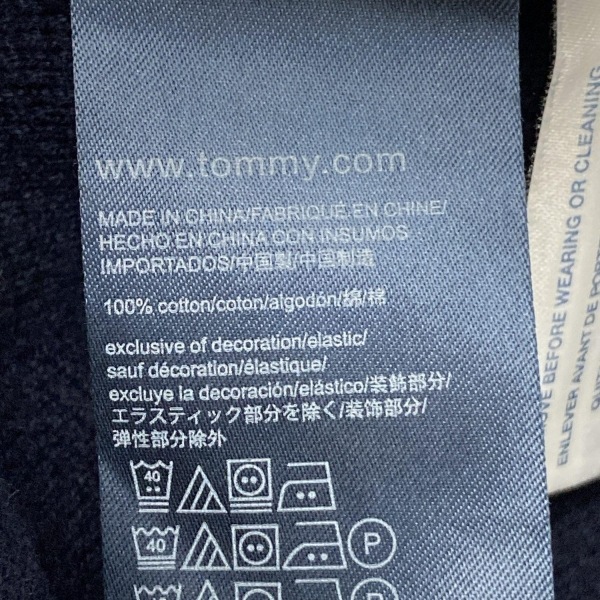 www.tommy.com
MADE IN CHINA/FABRIQUÉ EN CHINE/
HECHO EN CHINA CON INSUMOS
IMPORTADOS/中国製/中国制造
100% cotton/coton/algodón/綿/棉
exclusive of decoration/elastic/
sauf décoration/élastique/
excluye la decoración/elástico/装飾部分/
エラスティック部分を除く/装饰部分/
弹性部分除外
40
40 P
BEFORE WEARING OR CLEANING
ENLEVER AVANT DE